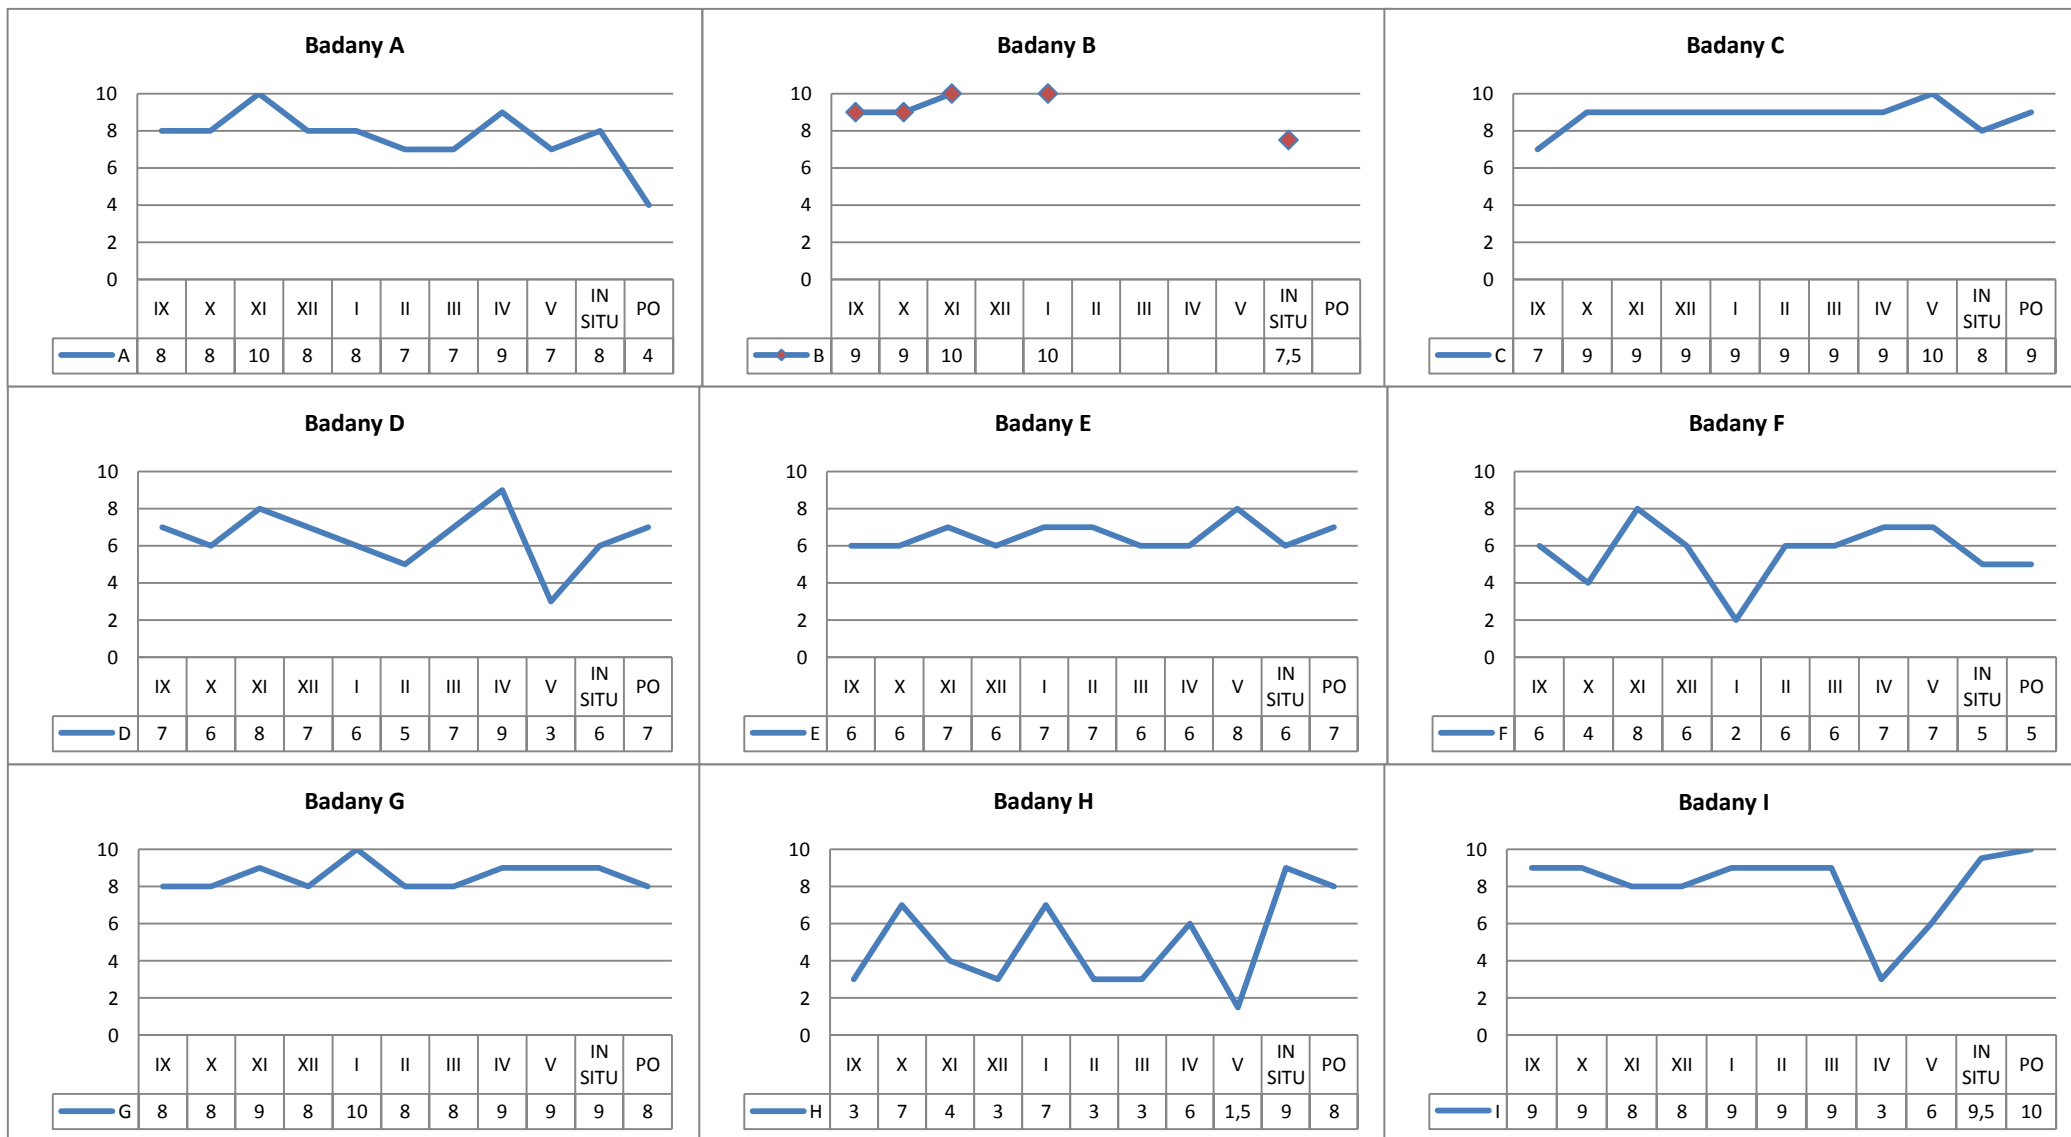 Badany A
10
8
6
4
2
0
IX X XI XII I II III IV V IN SITU PO
A 8 8 10 8 8 7 7 9 7 8 4
Badany B
10
8
6
4
2
0
IX X XI XII I II III IV V IN SITU PO
B 9 9 10 10 7,5
Badany C
10
8
6
4
2
0
IX X XI XII I II III IV V IN SITU PO
C 7 9 9 9 9 9 9 9 10 8 9
Badany D
10
8
6
4
2
0
IX X XI XII I II III IV V IN SITU PO
D 7 6 8 7 6 5 7 9 3 6 7
Badany E
10
8
6
4
2
0
IX X XI XII I II III IV V IN SITU PO
E 6 6 7 6 7 7 6 6 8 6 7
Badany F
10
8
6
4
2
0
IX X XI XII I II III IV V IN SITU PO
F 6 4 8 6 2 6 6 7 7 5 5
Badany G
10
8
6
4
2
0
IX X XI XII I II III IV V IN SITU PO
G 8 8 9 8 10 8 8 9 9 9 8
Badany H
10
8
6
4
2
0
IX X XI XII I II III IV V IN SITU PO
H 3 7 4 3 7 3 3 6 1,5 9 8
Badany I
10
8
6
4
2
0
IX X XI XII I II III IV V IN SITU PO
I 9 9 8 8 9 9 9 3 6 9,5 10